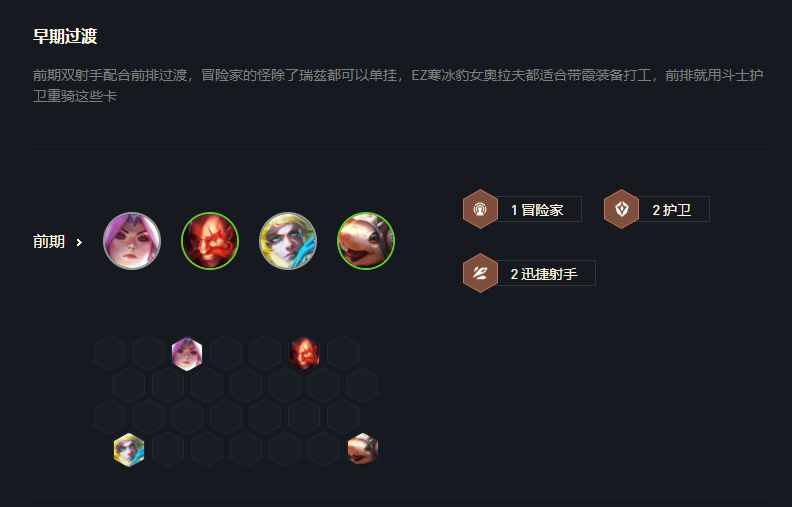 早期过渡
前期双射手配合前排过渡，冒险家的怪除了瑞兹都可以单挂，EZ寒冰豹女奥拉夫都适合带霞装备打工，前排就用斗士护
卫重骑这些卡
前期
1 冒险家
2 护卫
2 迅捷射手